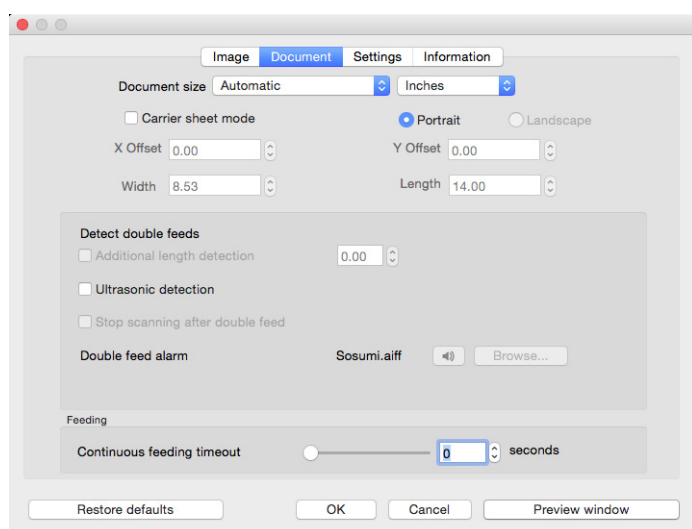 Image Document Settings Information
Document size Automatic Inches
Carrier sheet mode Portrait Landscape
X Offset 0.00 Y Offset 0.00
Width 8.53 Length 14.00
Detect double feeds
Additional length detection 0.00
Ultrasonic detection
Stop scanning after double feed
Double feed alarm Sosumi.aiff Browse...
Feeding
Continuous feeding timeout 0 seconds
Restore defaults OK Cancel Preview window